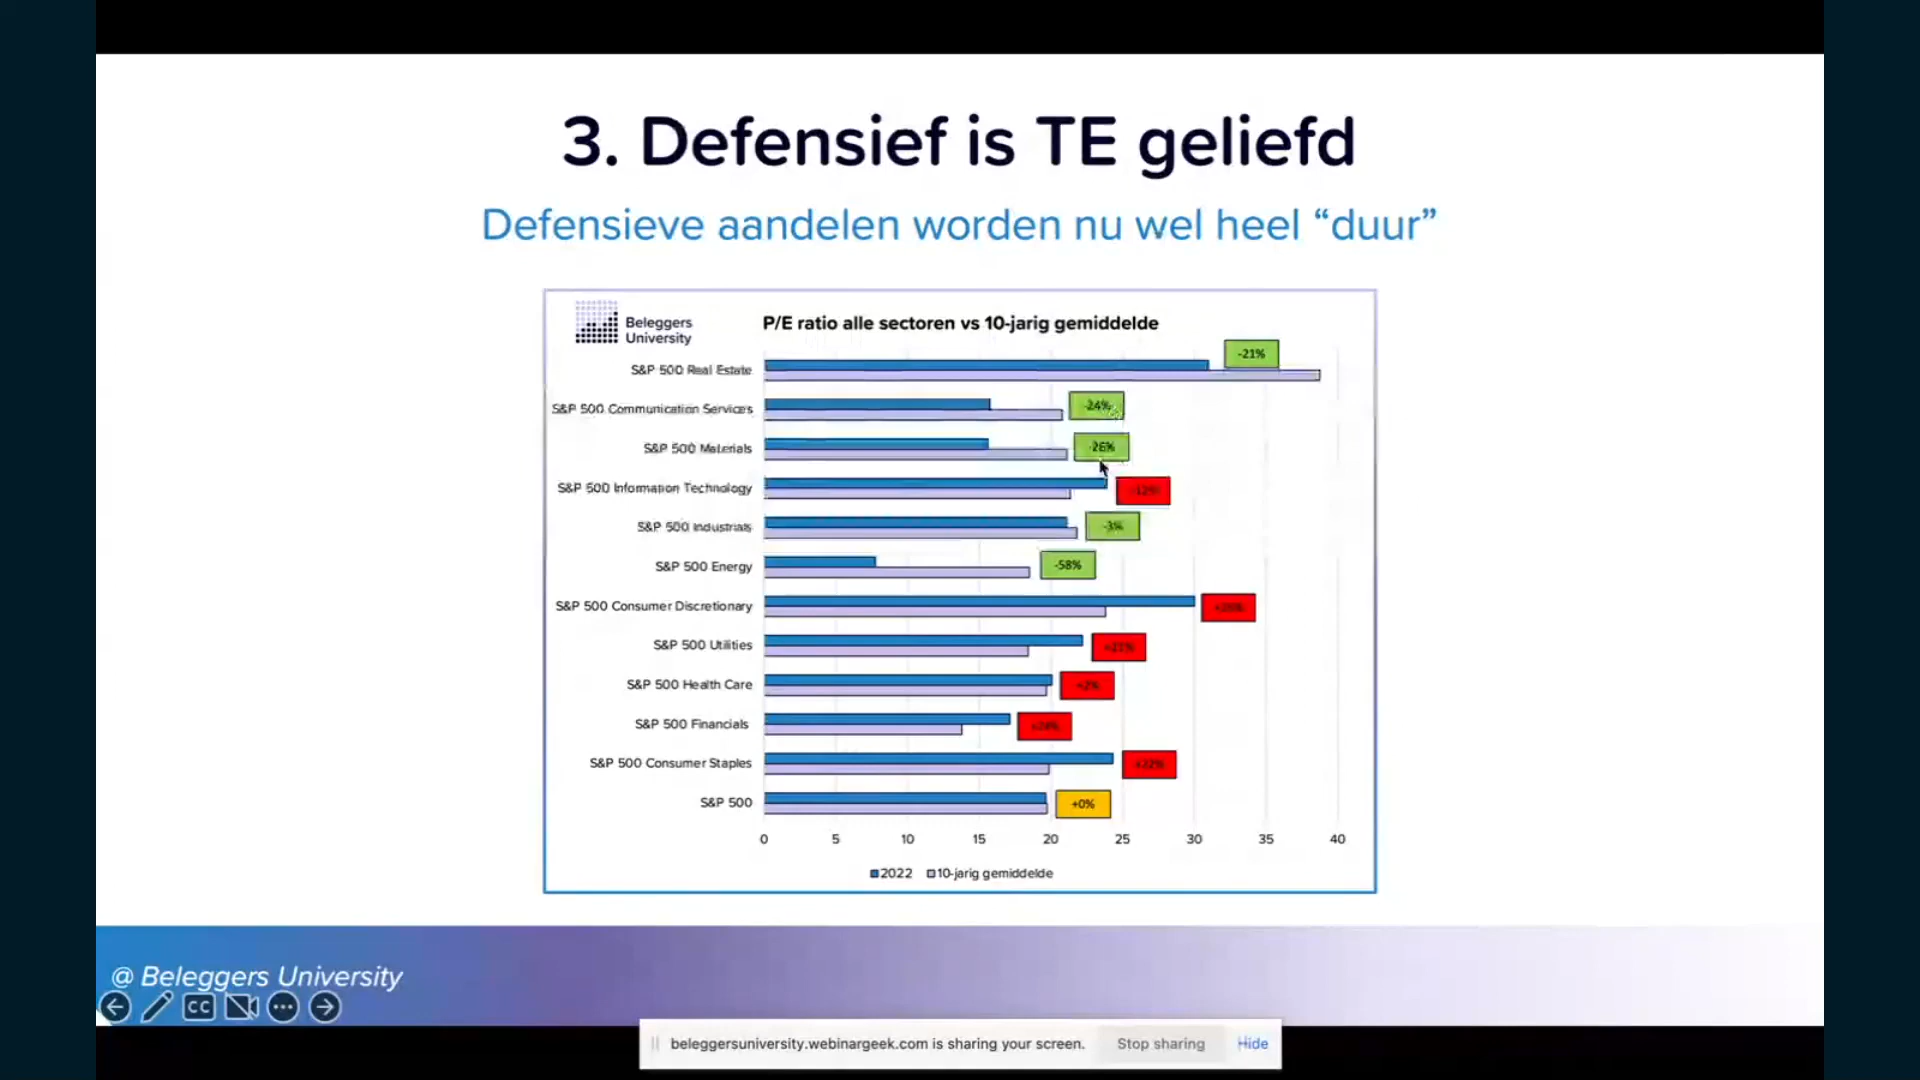 3. Defensief is TE geliefd
Defensieve aandelen worden nu wel heel “duur”
Beleggers
University
P/E ratio alle sectoren vs 10-jarig gemiddelde
S&P 500 Real Estate
-21%
S&P 500 Communication Services
-24%
S&P 500 Materials
-26%
S&P 500 Information Technology
S&P 500 Industrials
-3%
S&P 500 Energy
-58%
S&P 500 Consumer Discretionary
S&P 500 Utilities
S&P 500 Health Care
+2%
S&P 500 Financials
S&P 500 Consumer Staples
+22%
S&P 500
+0%
0 5 10 15 20 25 30 35 40
2022 10-jarig gemiddelde
@ Beleggers University
CC
beleggersuniversity.webinargeek.com is sharing your screen. Stop sharing Hide